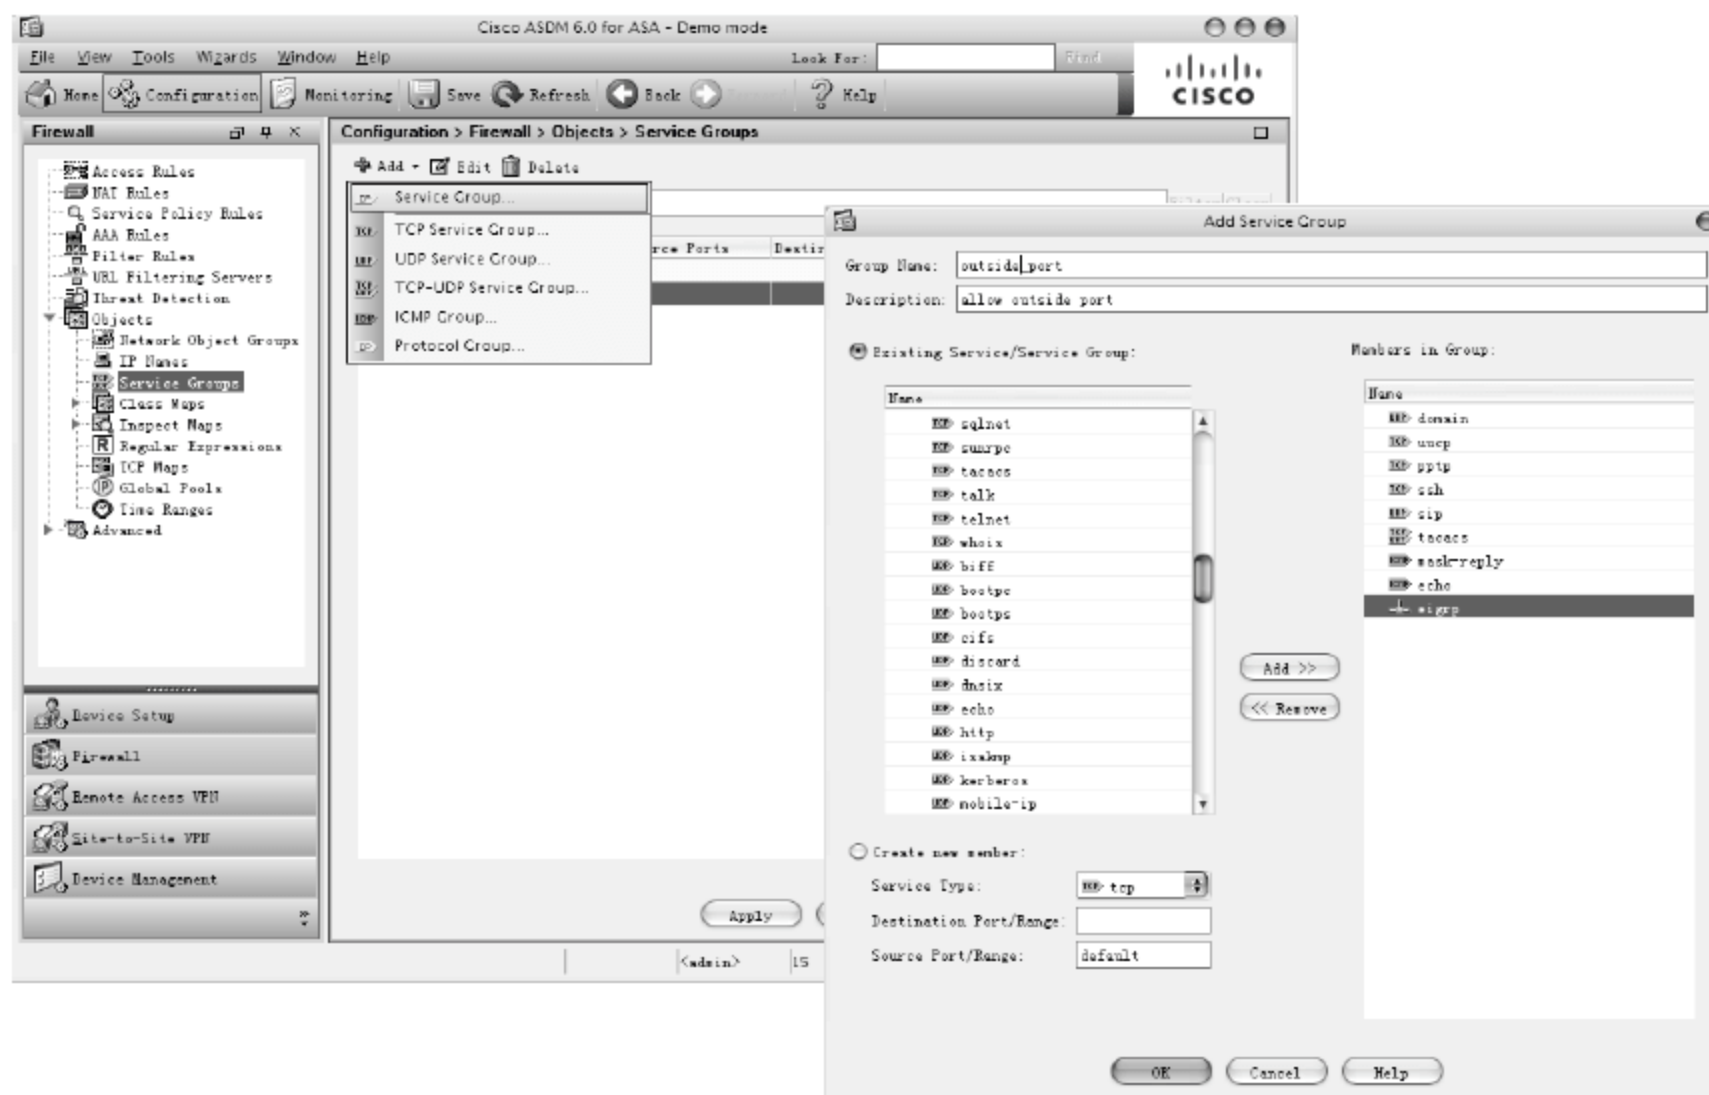 Cisco ASDM 6.0 for ASA - Demo mode
File View Tools Wizards Window Help
Look For:
Find
Home Configuration Monitoring Save Refresh Back
Help
CISCO
Firewall
Configuration > Firewall > Objects > Service Groups
Access Rules
NAT Rules
Service Policy Rules
AAA Rules
Filter Rules
URL Filtering Servers
Threat Detection
Objects
Network Object Groups
IP Names
Service Groups
Class Maps
Inspect Maps
Regular Expressions
TCP Maps
Global Pools
Time Ranges
Advanced
Device Setup
Firewall
Remote Access VPN
Site-to-Site VPN
Device Management
Add Edit Delete
Service Group...
TCP Service Group...
UDP Service Group...
TCP-UDP Service Group...
ICMP Group...
Protocol Group...
rce Ports Destir
Apply
<admin> 15
Add Service Group
Group Name: outside_port
Description: allow outside port
Existing Service/Service Group:
Name
sqlnet
sunrpc
tacacs
talk
telnet
whois
biff
bootpc
bootps
cifs
discard
dnsix
echo
http
isakmp
kerberos
mobile-ip
Add >>
<< Remove
Members in Group:
Name
domain
uucp
pptp
ssh
sip
tacacs
mask-reply
echo
eigrp
Create new member:
Service Type: tcp
Destination Port/Range:
Source Port/Range: default
OK Cancel Help